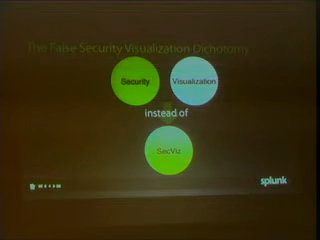 The False Security Visualization Dichotomy
Security
Visualization
instead of
SecViz
splunk